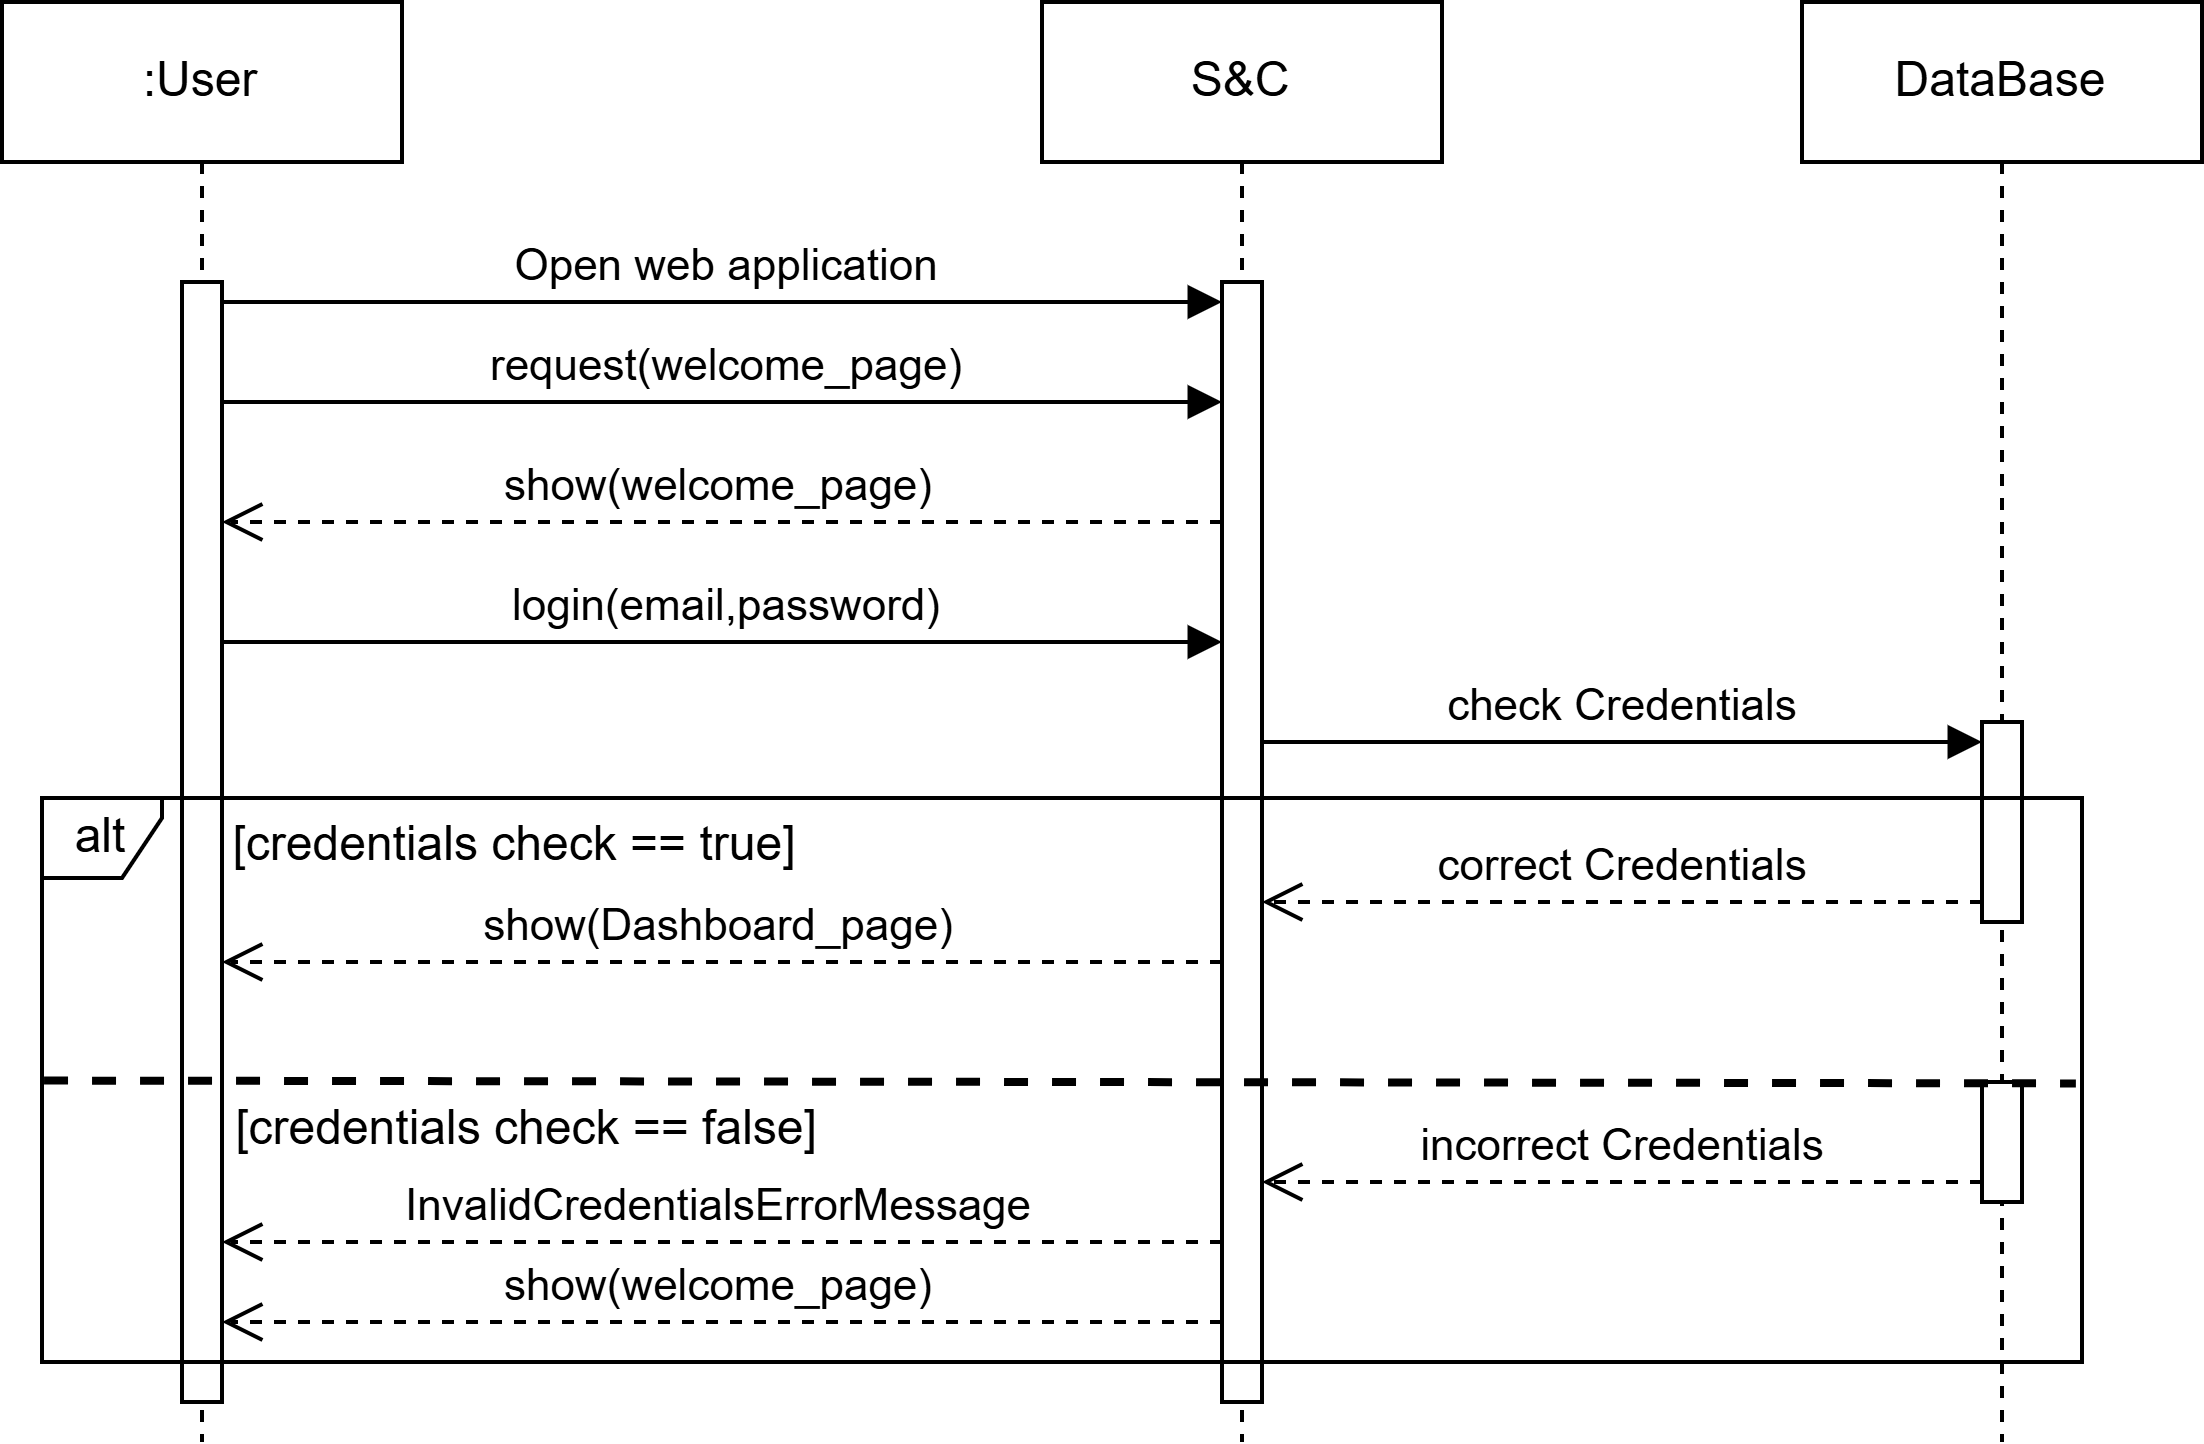 :User
S&C
DataBase
Open web application
request(welcome_page)
show(welcome_page)
login(email,password)
check Credentials
alt
[credentials check == true]
correct Credentials
show(Dashboard_page)
[credentials check == false]
incorrect Credentials
InvalidCredentialsErrorMessage
show(welcome_page)